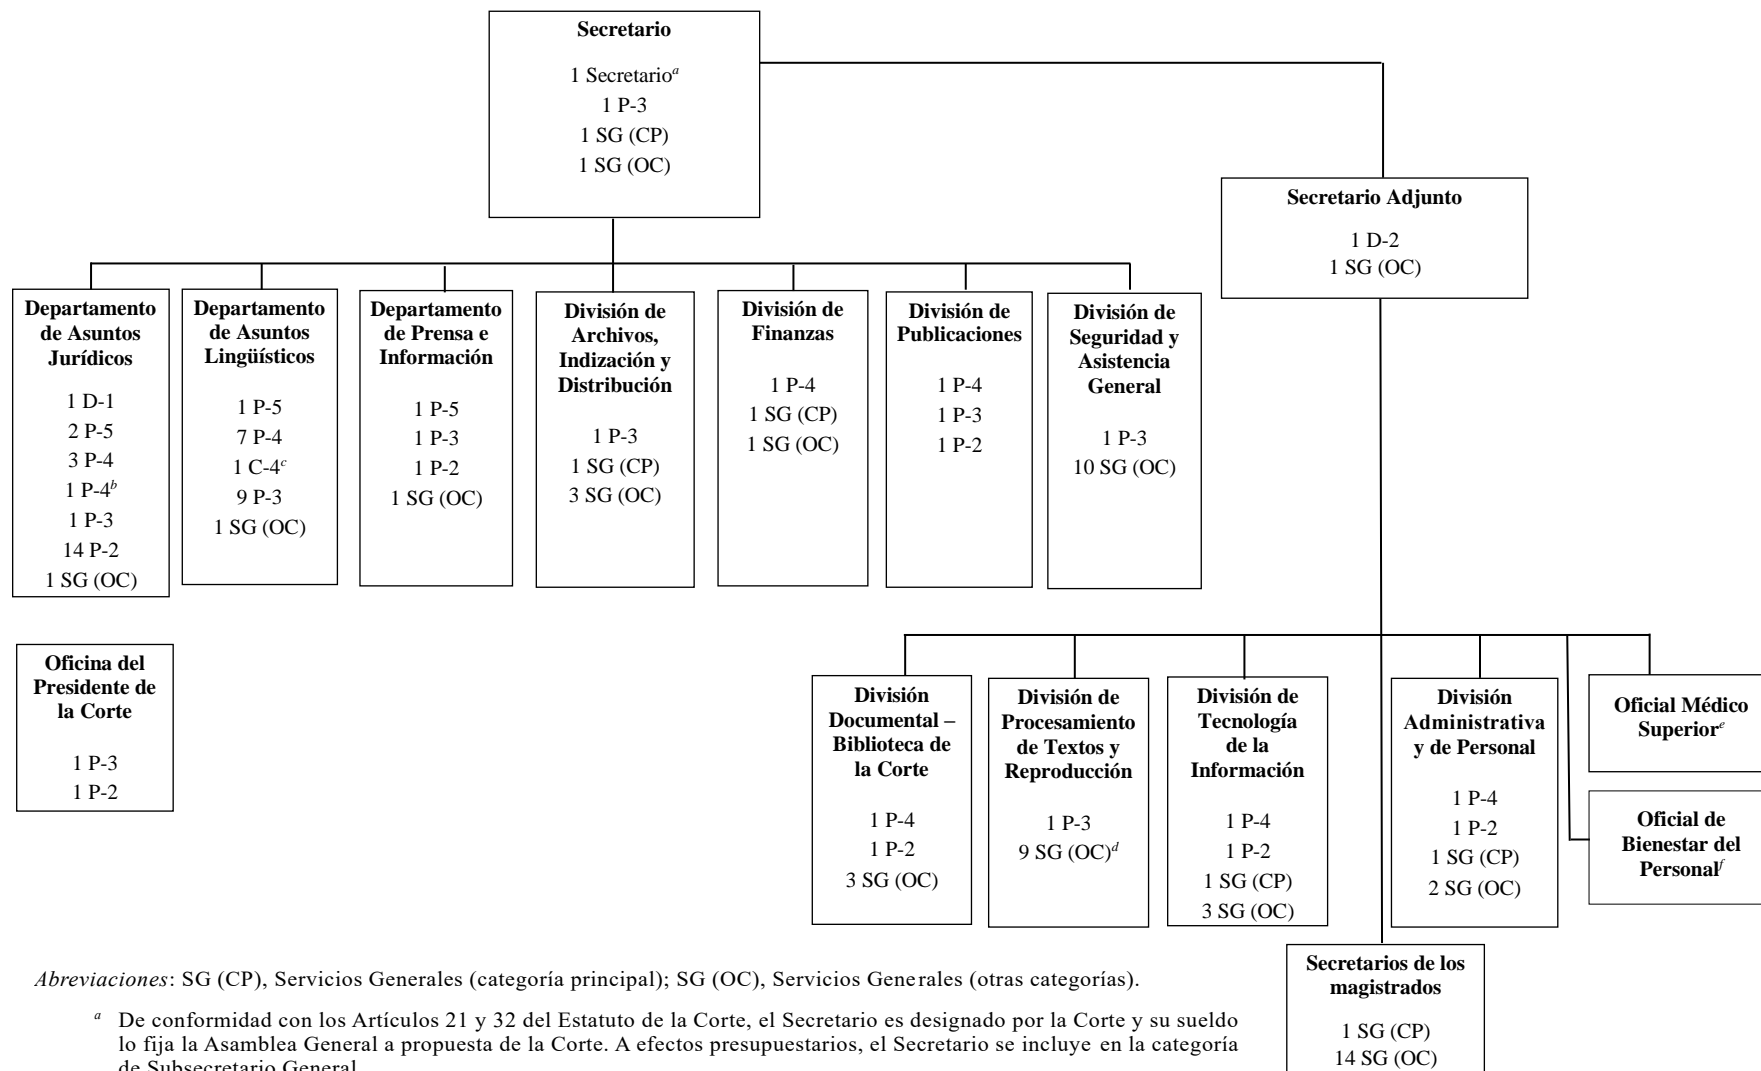 Secretario
1 Secretarioᵃ
1 P-3
1 SG (CP)
1 SG (OC)
Secretario Adjunto
1 D-2
1 SG (OC)
Departamento
de Asuntos
Jurídicos
1 D-1
2 P-5
3 P-4
1 P-4ᵇ
1 P-3
14 P-2
1 SG (OC)
Departamento
de Asuntos
Lingüísticos
1 P-5
7 P-4
1 C-4ᶜ
9 P-3
1 SG (OC)
Departamento
de Prensa e
Información
1 P-5
1 P-3
1 P-2
1 SG (OC)
División de
Archivos,
Indización y
Distribución
1 P-3
1 SG (CP)
3 SG (OC)
División de
Finanzas
1 P-4
1 SG (CP)
1 SG (OC)
División de
Publicaciones
1 P-4
1 P-3
1 P-2
División de
Seguridad y
Asistencia
General
1 P-3
10 SG (OC)
Oficina del
Presidente de
la Corte
1 P-3
1 P-2
División
Documental –
Biblioteca de
la Corte
1 P-4
1 P-2
3 SG (OC)
División de
Procesamiento
de Textos y
Reproducción
1 P-3
9 SG (OC)ᵈ
División de
Tecnología
de la
Información
1 P-4
1 P-2
1 SG (CP)
3 SG (OC)
División
Administrativa
y de Personal
1 P-4
1 P-2
1 SG (CP)
2 SG (OC)
Oficial Médico
Superiorᵉ
Oficial de
Bienestar del
Personalᶠ
Secretarios de los
magistrados
1 SG (CP)
14 SG (OC)
Abreviaciones: SG (CP), Servicios Generales (categoría principal); SG (OC), Servicios Generales (otras categorías).
ᵃ De conformidad con los Artículos 21 y 32 del Estatuto de la Corte, el Secretario es designado por la Corte y su sueldo
lo fija la Asamblea General a propuesta de la Corte. A efectos presupuestarios, el Secretario se incluye en la categoría
de Subsecretario General.